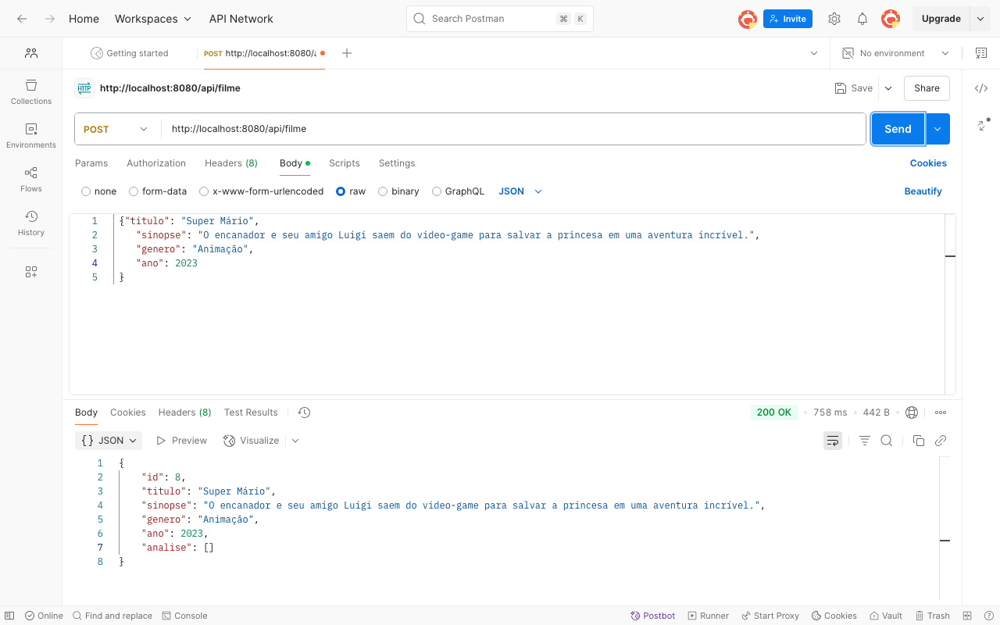 Home Workspaces API Network Search Postman ⌘ K Invite Upgrade
Getting started POST http://localhost:8080/a No environment
HTTP http://localhost:8080/api/filme Save Share
POST http://localhost:8080/api/filme Send
Params Authorization Headers (8) Body Scripts Settings Cookies
none form-data x-www-form-urlencoded raw binary GraphQL JSON Beautify
Collections
Environments
Flows
History
1 {"titulo": "Super Mário",
2 "sinopse": "O encanador e seu amigo Luigi saem do video-game para salvar a princesa em uma aventura incrível.",
3 "genero": "Animação",
4 "ano": 2023
5 }
Body Cookies Headers (8) Test Results 200 OK 758 ms 442 B
{} JSON Preview Visualize
1 {
2 "id": 8,
3 "titulo": "Super Mário",
4 "sinopse": "O encanador e seu amigo Luigi saem do video-game para salvar a princesa em uma aventura incrível.",
5 "genero": "Animação",
6 "ano": 2023,
7 "analise": []
8 }
Online Find and replace Console Postbot Runner Start Proxy Cookies Vault Trash